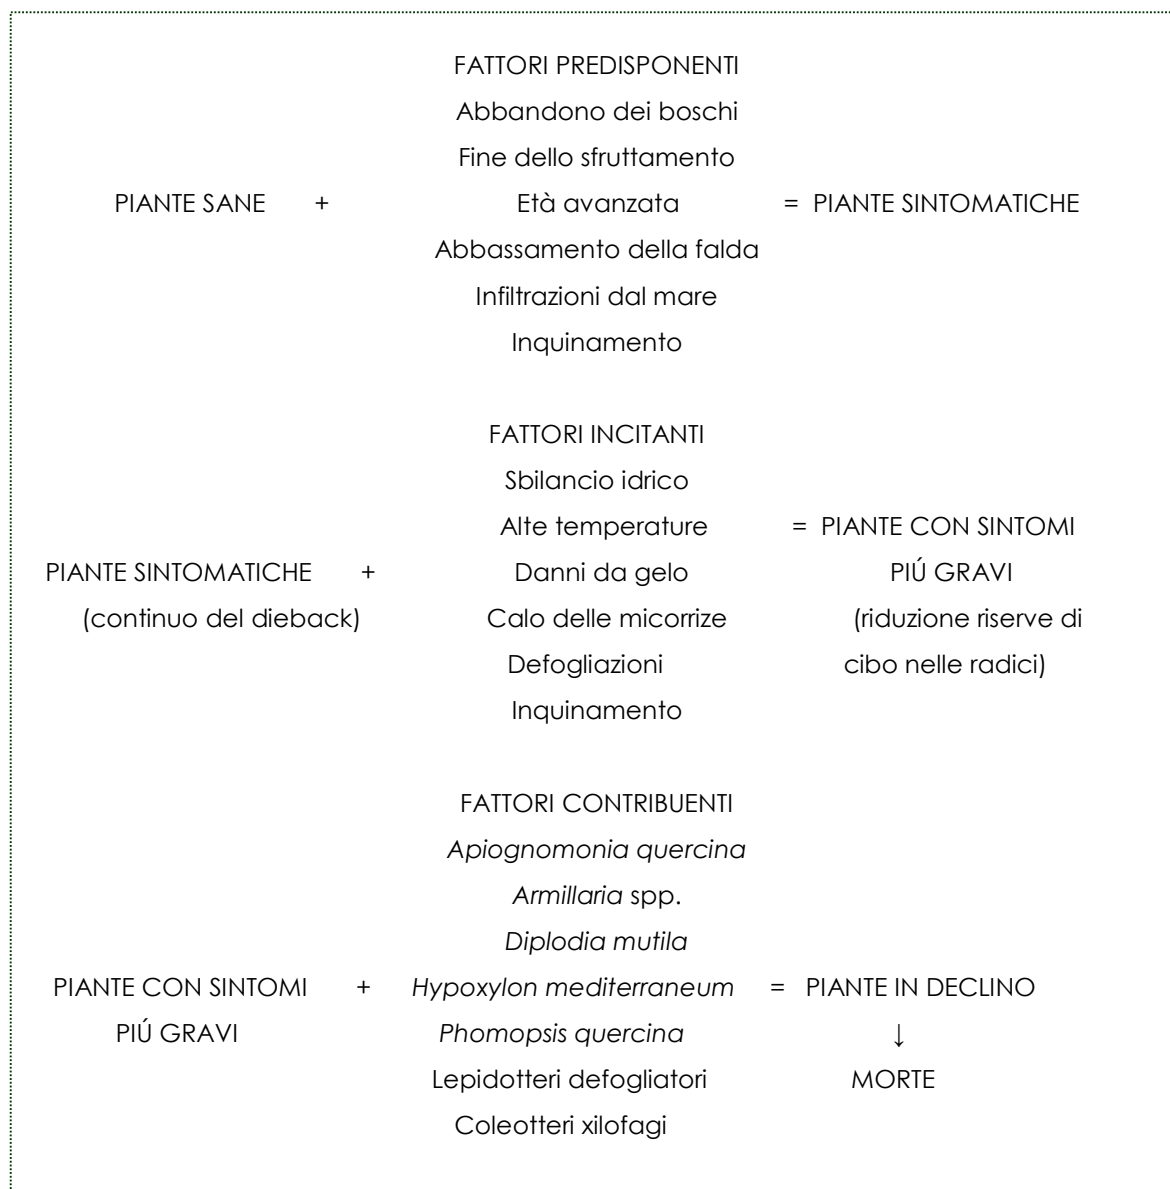 FATTORI PREDISPONENTI
Abbandono dei boschi
Fine dello sfruttamento
PIANTE SANE + Età avanzata = PIANTE SINTOMATICHE
Abbassamento della falda
Infiltrazioni dal mare
Inquinamento
FATTORI INCITANTI
Sbilancio idrico
Alte temperature = PIANTE CON SINTOMI
PIANTE SINTOMATICHE + Danni da gelo PIÚ GRAVI
(continuo del dieback) Calo delle micorrize (riduzione riserve di
Defogliazioni cibo nelle radici)
Inquinamento
FATTORI CONTRIBUENTI
Apiognomonia quercina
Armillaria spp.
Diplodia mutila
PIANTE CON SINTOMI + Hypoxylon mediterraneum = PIANTE IN DECLINO
PIÚ GRAVI Phomopsis quercina ↓
Lepidotteri defogliatori MORTE
Coleotteri xilofagi